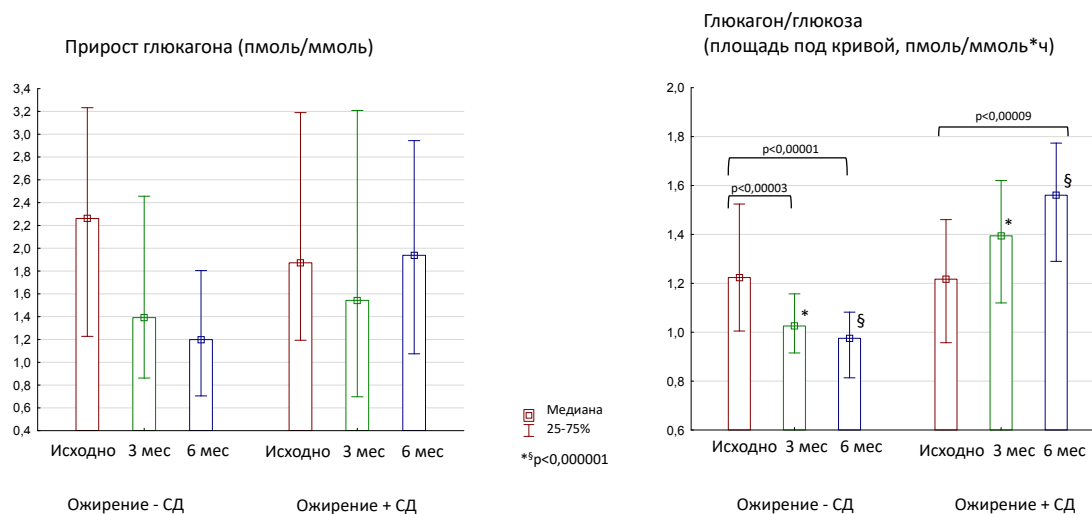 Прирост глюкагона (пмоль/ммоль)
3,4
3,2
3,0
2,8
2,6
2,4
2,2
2,0
1,8
1,6
1,4
1,2
1,0
0,8
0,6
0,4
Исходно 3 мес 6 мес Исходно 3 мес 6 мес
Ожирение - СД Ожирение + СД
Медиана
25-75%
*§p<0,000001
Глюкагон/глюкоза
(площадь под кривой, пмоль/ммоль*ч)
2,0
1,8
1,6
1,4
1,2
1,0
0,8
0,6
p<0,00009
p<0,00001
p<0,00003
*
§
*
§
Исходно 3 мес 6 мес Исходно 3 мес 6 мес
Ожирение - СД Ожирение + СД